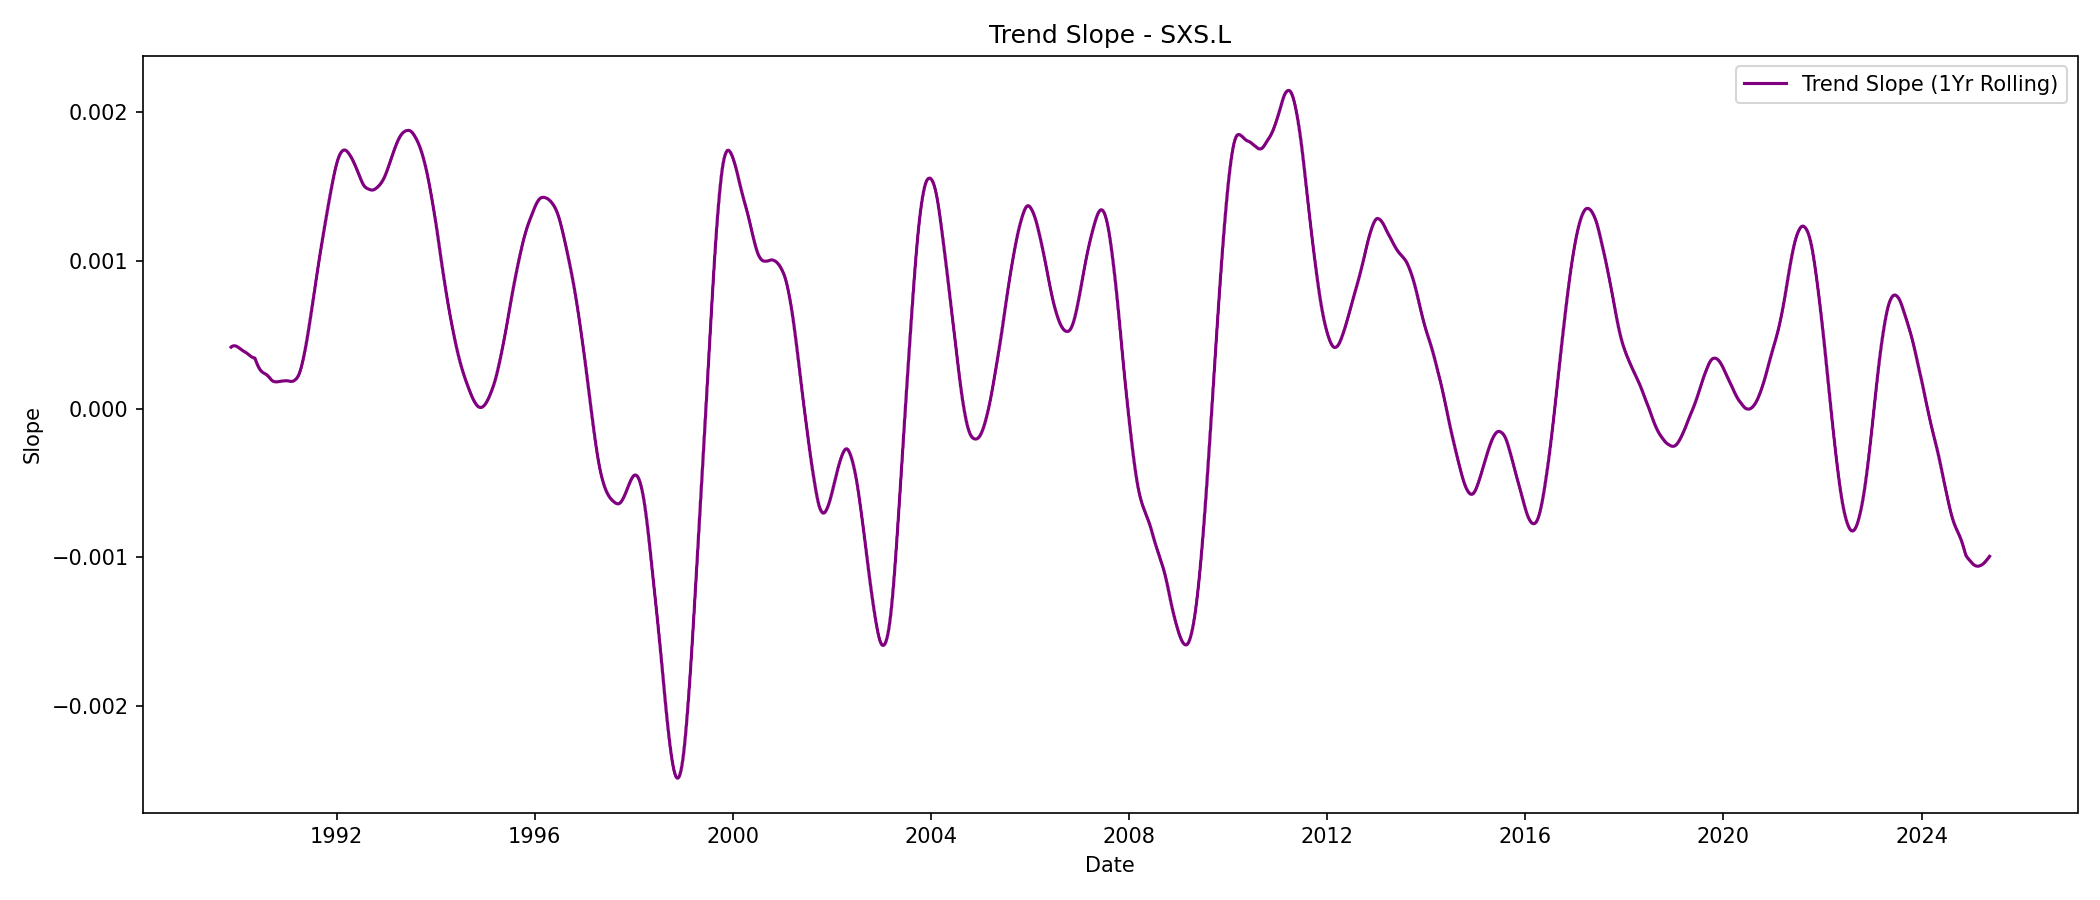 Trend Slope - SXS.L
Trend Slope (1Yr Rolling)
0.002
0.001
0.000
−0.001
−0.002
Slope
1992 1996 2000 2004 2008 2012 2016 2020 2024
Date